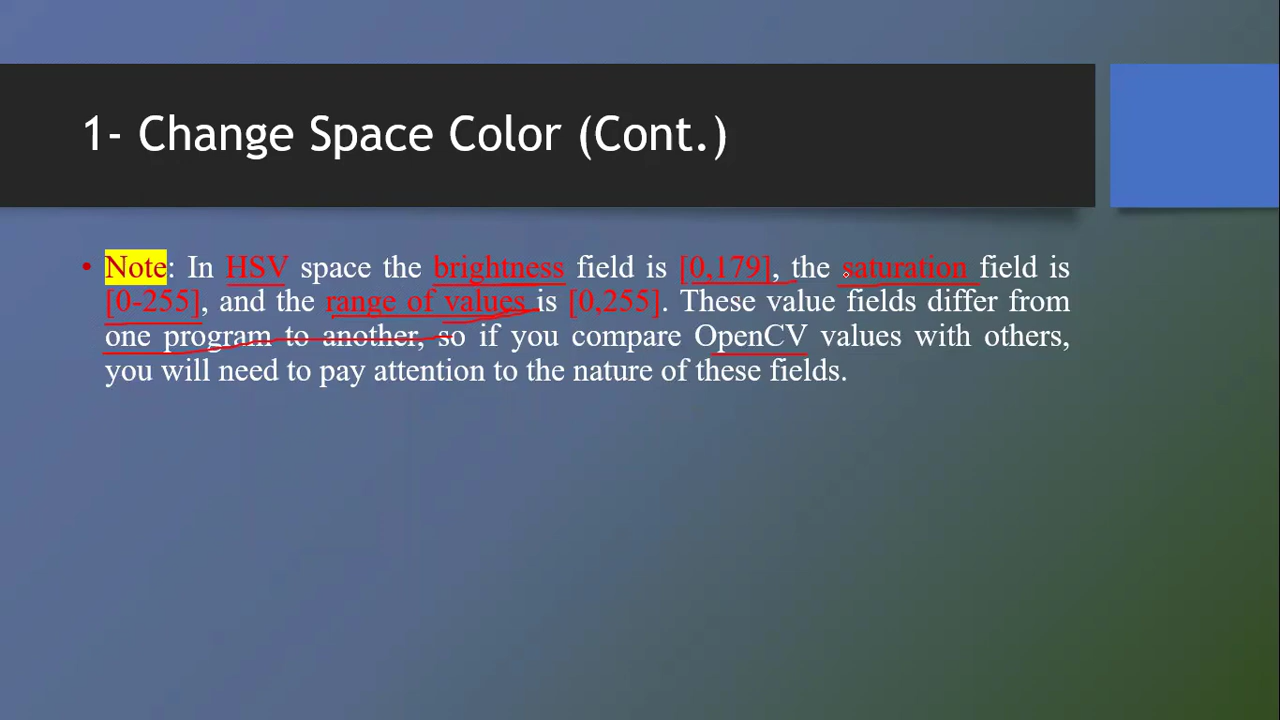 1- Change Space Color (Cont.)
• Note: In HSV space the brightness field is [0,179], the saturation field is
[0-255], and the range of values is [0,255]. These value fields differ from
one program to another, so if you compare OpenCV values with others,
you will need to pay attention to the nature of these fields.